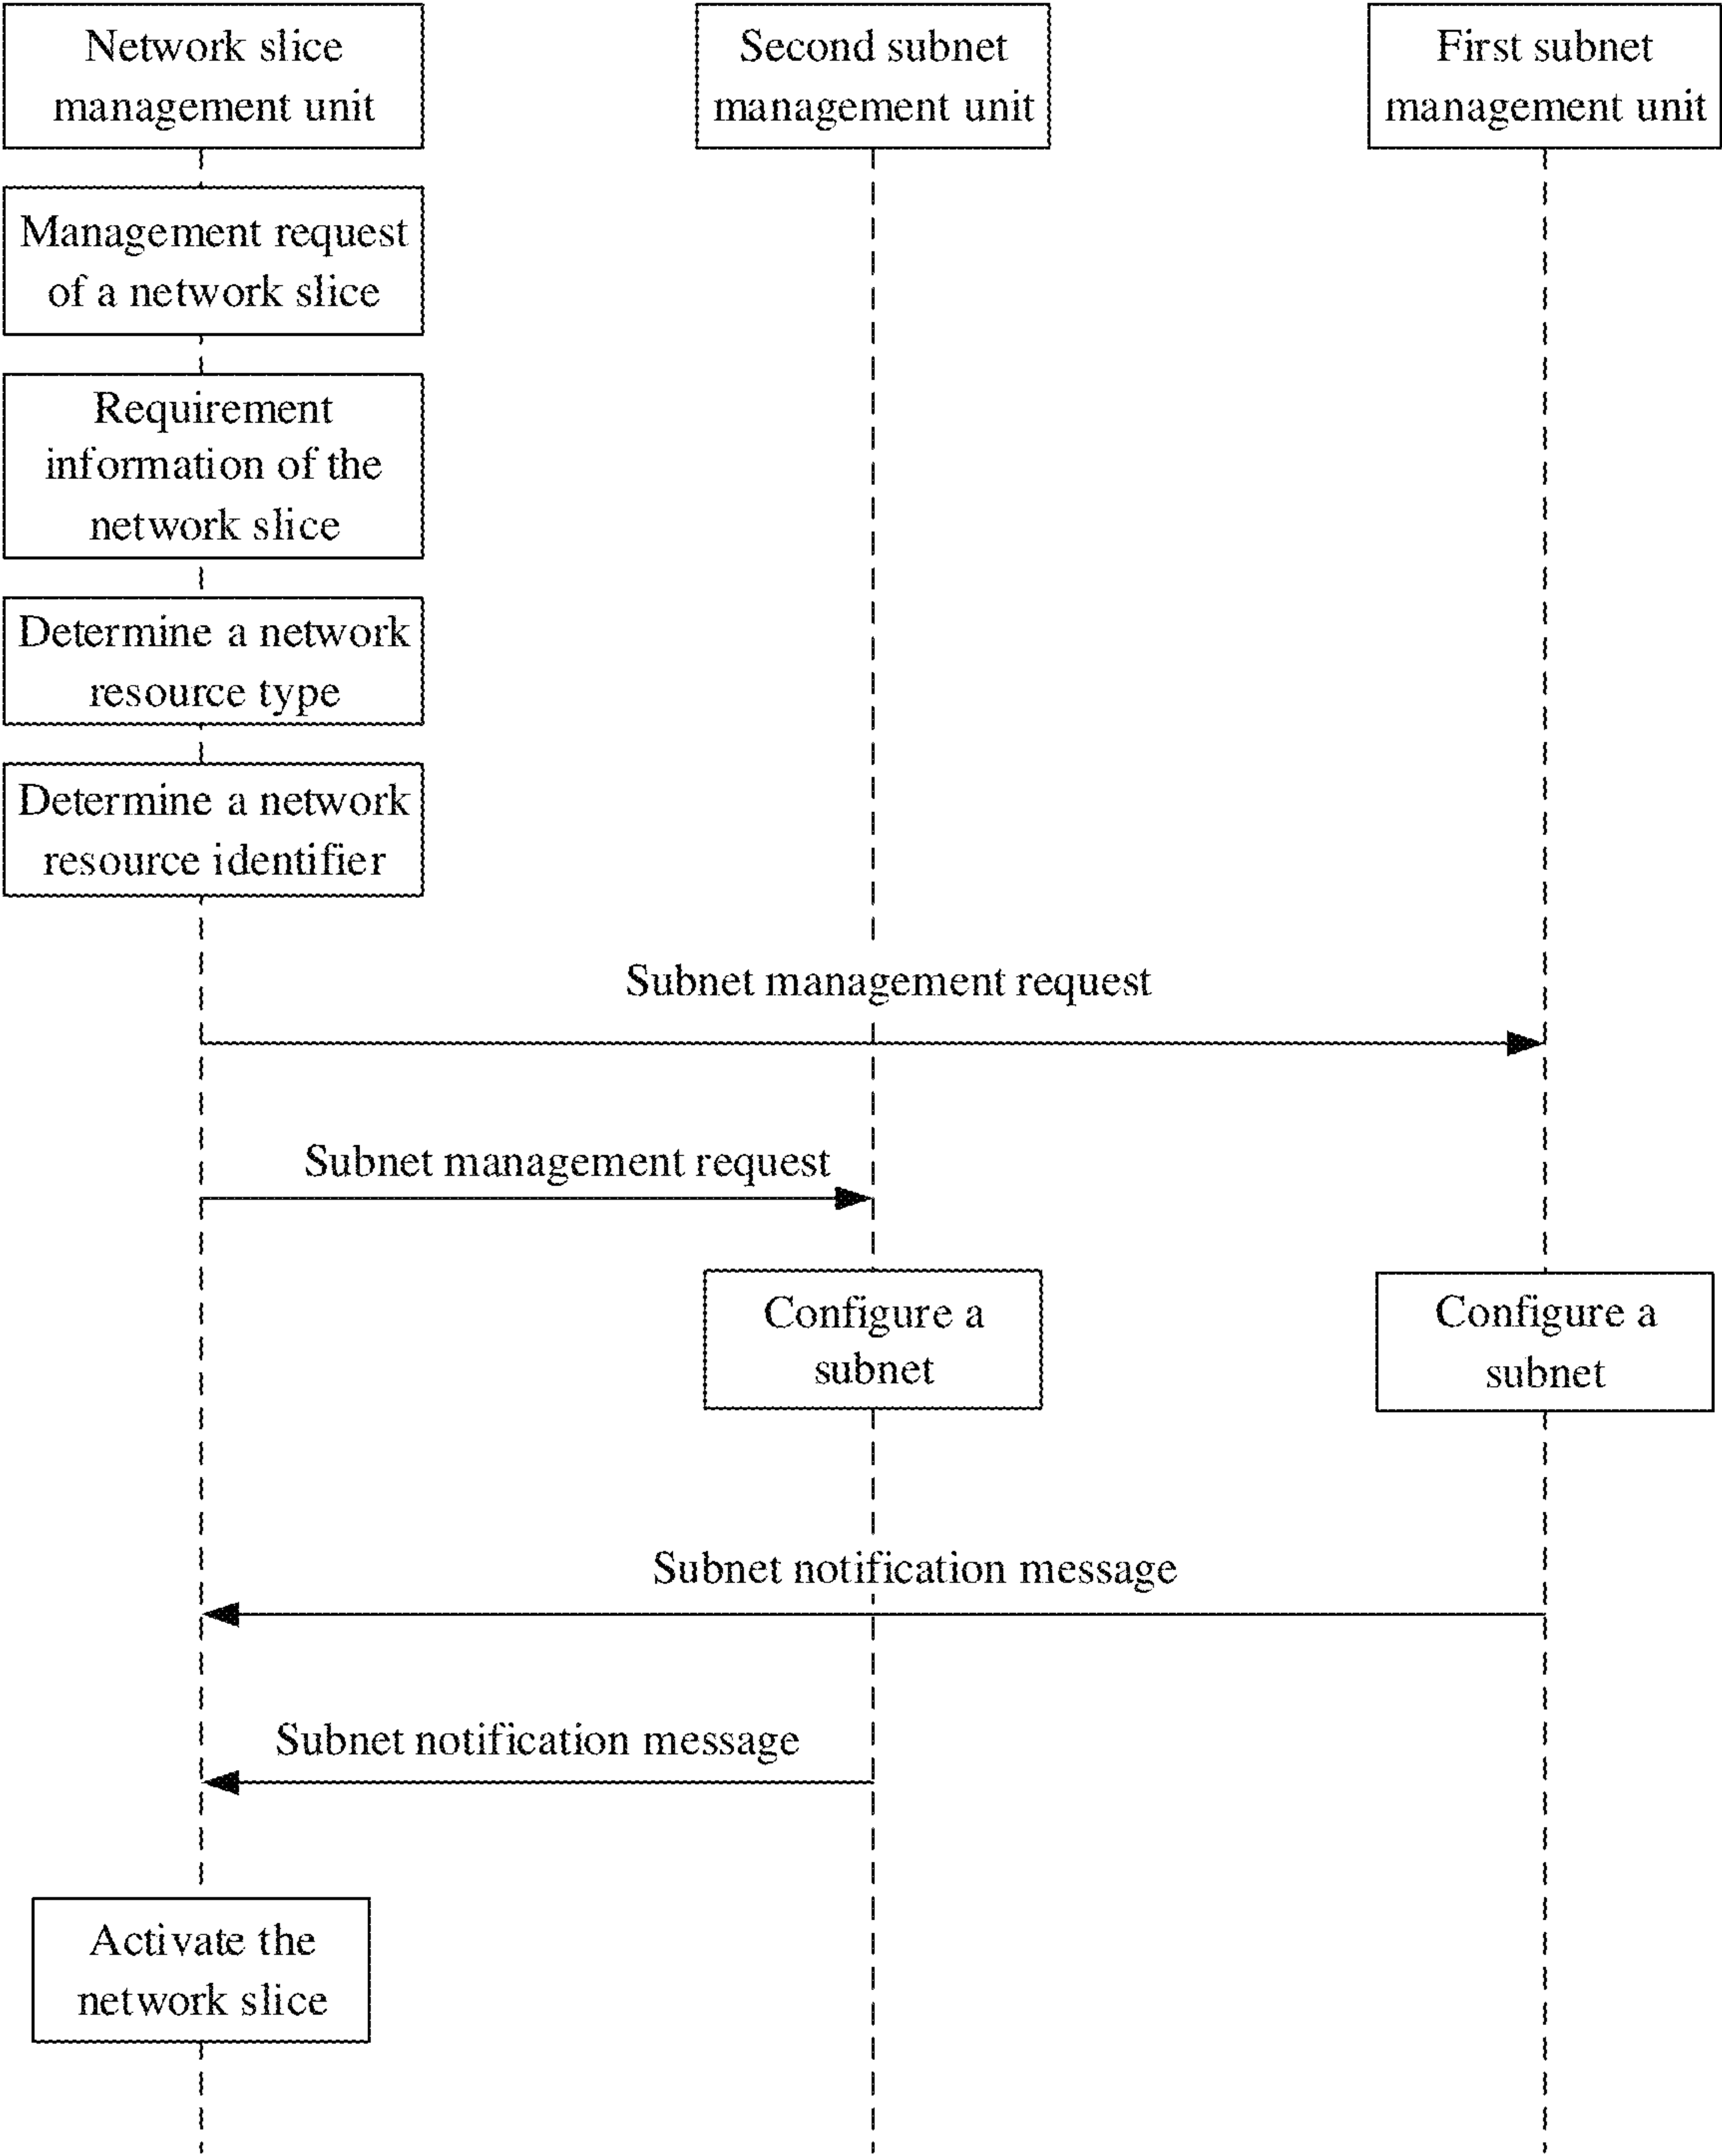 Network slice
management unit
Second subnet
management unit
First subnet
management unit
Management request
of a network slice
Requirement
information of the
network slice
Determine a network
resource type
Determine a network
resource identifier
Subnet management request
Subnet management request
Configure a
subnet
Configure a
subnet
Subnet notification message
Subnet notification message
Activate the
network slice